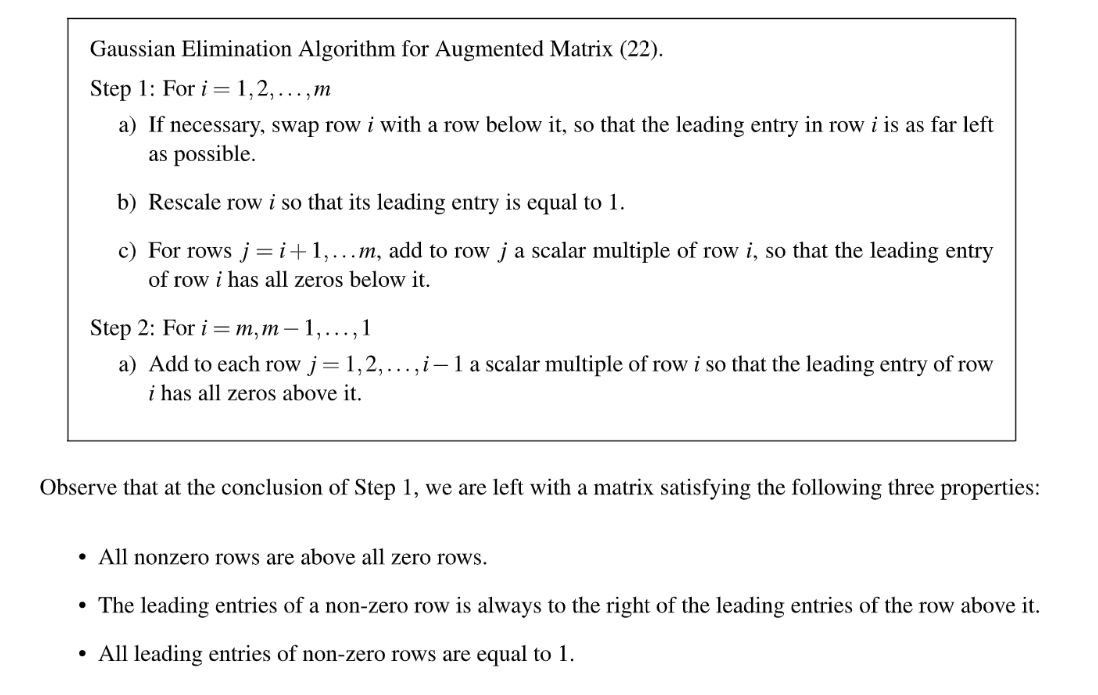 Gaussian Elimination Algorithm for Augmented Matrix (22).
Step 1: For i = 1,2,...,m
a) If necessary, swap row i with a row below it, so that the leading entry in row i is as far left
as possible.
b) Rescale row i so that its leading entry is equal to 1.
c) For rows j = i+1,...m, add to row j a scalar multiple of row i, so that the leading entry
of row i has all zeros below it.
Step 2: For i = m,m−1,...,1
a) Add to each row j = 1,2,...,i−1 a scalar multiple of row i so that the leading entry of row
i has all zeros above it.
Observe that at the conclusion of Step 1, we are left with a matrix satisfying the following three properties:
• All nonzero rows are above all zero rows.
• The leading entries of a non-zero row is always to the right of the leading entries of the row above it.
• All leading entries of non-zero rows are equal to 1.